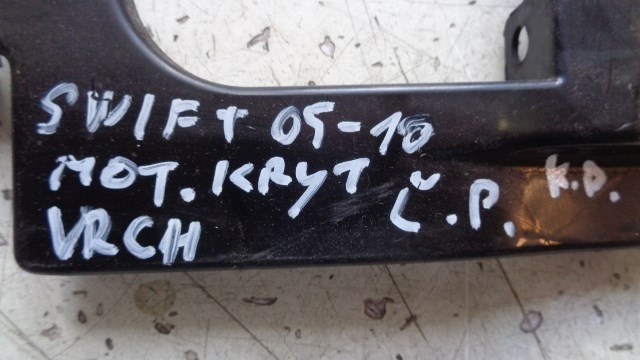 SWIFT 05-10
MOT. KRYT Č.P. K.D.
VRCH